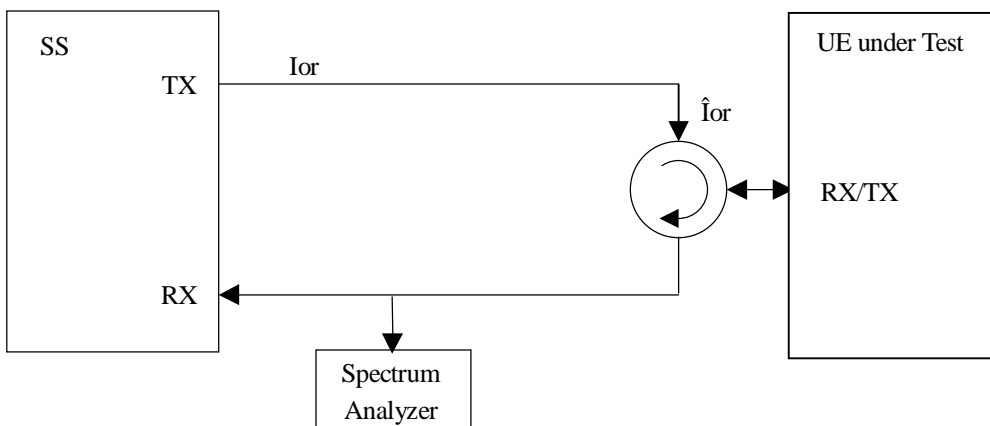 SS
UE under Test
TX
Ior
Îor
RX/TX
RX
Spectrum
Analyzer